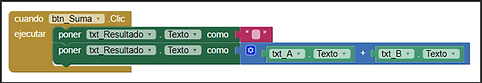 cuando btn_Suma .Clic
ejecutar poner txt_Resultado . Texto como " "
poner txt_Resultado . Texto como txt_A . Texto + txt_B . Texto